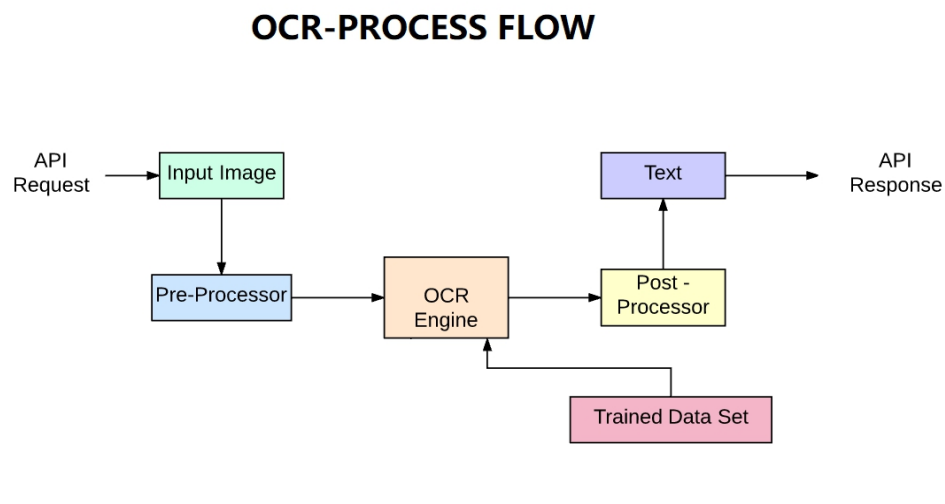 OCR-PROCESS FLOW
API
Request
Input Image
Text
API
Response
Pre-Processor
OCR
Engine
Post -
Processor
Trained Data Set